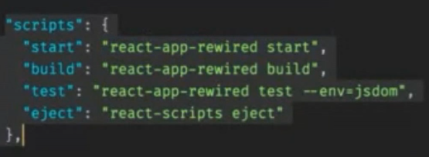 "scripts": {
"start": "react-app-rewired start",
"build": "react-app-rewired build",
"test": "react-app-rewired test --env=jsdom",
"eject": "react-scripts eject"
},